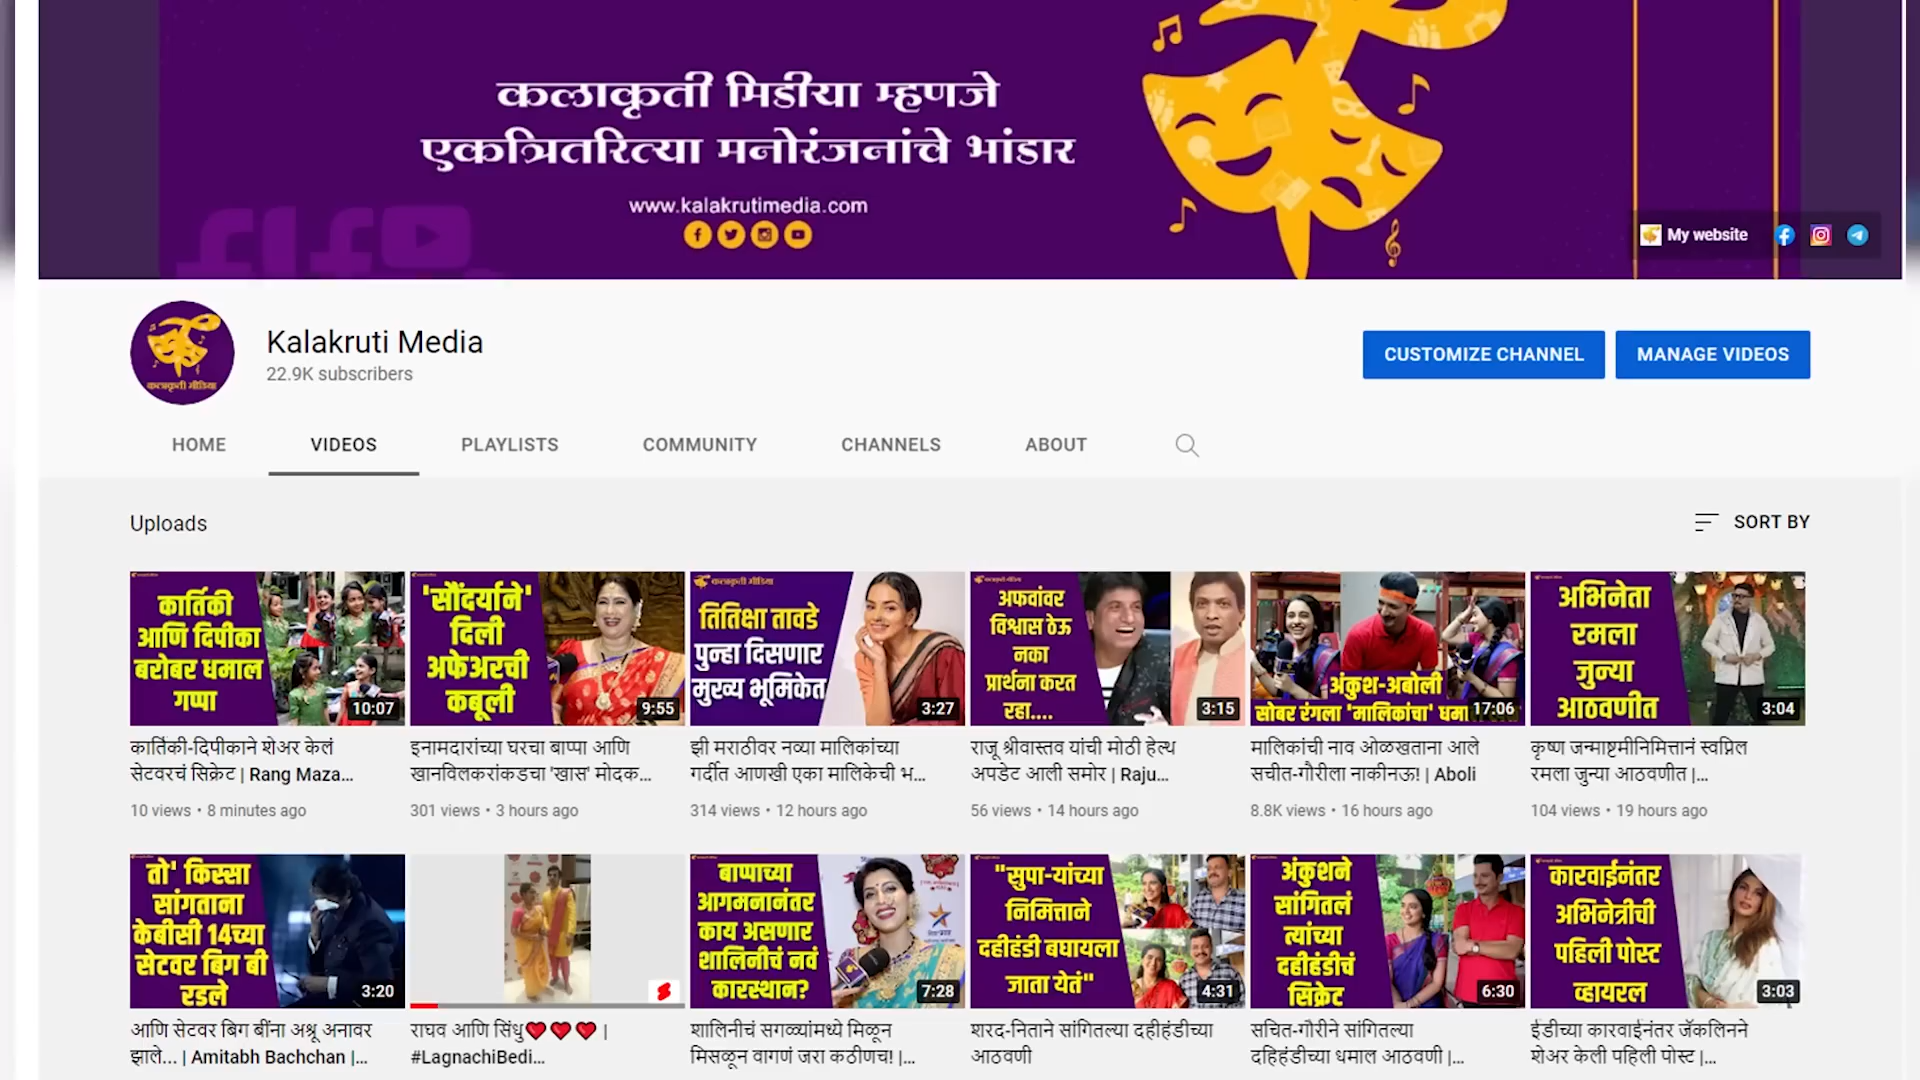 कलाकृती मिडीया म्हणजे
एकत्रितरित्या मनोरंजनांचे भांडार
www.kalakrutimedia.com
My website
कलाकृती मीडिया
Kalakruti Media
22.9K subscribers
CUSTOMIZE CHANNEL
MANAGE VIDEOS
HOME
VIDEOS
PLAYLISTS
COMMUNITY
CHANNELS
ABOUT
Uploads
SORT BY
कार्तिकी
आणि दिपीका
बरोबर धमाल
गप्पा
10:07
'सौंदर्याने'
दिली
अफेअरची
कबूली
9:55
कलाकृती मीडिया
तितिक्षा तावडे
पुन्हा दिसणार
मुख्य भूमिकेत
3:27
अफवांवर
विश्वास ठेऊ
नका
प्रार्थना करत
रहा....
3:15
अंकुश-अबोली
सोबर रंगला 'मालिकांचा'
17:06
अभिनेता
रमला
जुन्या
आठवणीत
3:04
कार्तिकी-दिपीकाने शेअर केलं
सेटवरचं सिक्रेट | Rang Maza...
10 views • 8 minutes ago
इनामदारांच्या घरचा बाप्पा आणि
खानविलकरांकडचा 'खास' मोदक...
301 views • 3 hours ago
झी मराठीवर नव्या मालिकांच्या
गर्दीत आणखी एका मालिकेची भ...
314 views • 12 hours ago
राजू श्रीवास्तव यांची मोठी हेल्थ
अपडेट आली समोर | Raju...
56 views • 14 hours ago
मालिकांची नाव ओळखताना आले
सचीत-गौरीला नाकीनऊ! | Aboli
8.8K views • 16 hours ago
कृष्ण जन्माष्टमीनिमित्तानं स्वप्निल
रमला जुन्या आठवणीत |...
104 views • 19 hours ago
तो' किस्सा
सांगताना
केबीसी 14च्या
सेटवर बिग बी
रडले
3:20
बाप्पाच्या
आगमनानंतर
काय असणार
शालिनीचं नवं
कारस्थान?
7:28
"सुपा-यांच्या
निमित्ताने
दहीहंडी बघायला
जाता येतं"
4:31
अंकुशने
सांगितलं
त्यांच्या
दहीहंडीचं
सिक्रेट
6:30
कारवाईनंतर
अभिनेत्रीची
पहिली पोस्ट
व्हायरल
3:03
आणि सेटवर बिग बींना अश्रू अनावर
झाले... | Amitabh Bachchan |...
राघव आणि सिंधु❤❤❤ |
#LagnachiBedi...
शालिनीचं सगळ्यांमध्ये मिळून
मिसळून वागणं जरा कठीणच! |...
शरद-निताने सांगितल्या दहीहंडीच्या
आठवणी
सचित-गौरीने सांगितल्या
दहिहंडीच्या धमाल आठवणी |...
ईडीच्या कारवाईनंतर जॅकलिनने
शेअर केली पहिली पोस्ट |...